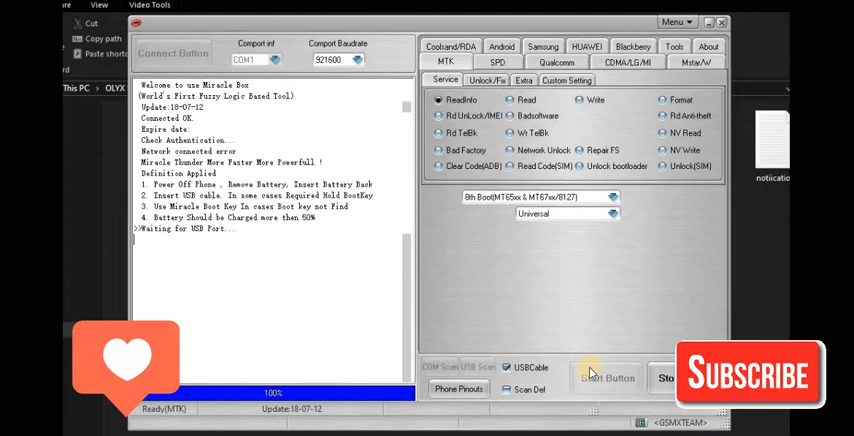 View
Video Tools
Cut
Copy path
Paste shortc
This PC
OLYX
notiication
Menu
Connect Button
Comport inf
Comport Baudrate
COM1
921600
Welcome to use Miracle Box
(World's First Fuzzy Logic Based Tool)
Update:18-07-12
Connected OK.
Expire date:
Check Authentication...
Network connected error
Miracle Thunder More Faster More Powerfull !
Definition Applied
1. Power Off Phone , Remove Battery, Insert Battery Back
2. Insert USB cable. In some cases Required Hold BootKey
3. Use Miracle Boot Key In cases Boot key not Find
4. Battery Should be Charged more then 50%
>>Waiting for USB Port...
100%
Ready(MTK)
Update:18-07-12
Coolsand/RDA Android Samsung HUAWEI Blackberry Tools About
MTK SPD Qualcomm CDMA/LG/MI Mstar/W
Service Unlock/Fix Extra Custom Setting
ReadInfo Read Write Format
Rd UnLock/IMEI Badsoftware Rd Anti-theft
Rd TelBk Wr TelBk NV Read
Bad Factory Network Unlock Repair FS NV Write
Clear Code(ADB) Read Code(SIM) Unlock bootloader Unlock(SIM)
8th Boot(MT65xx & MT67xx/8127)
Universal
COM Scan USB Scan USBCable
Phone Pinouts Scan Def
Start Button
Sto
SUBSCRIBE
<GSMXTEAM>